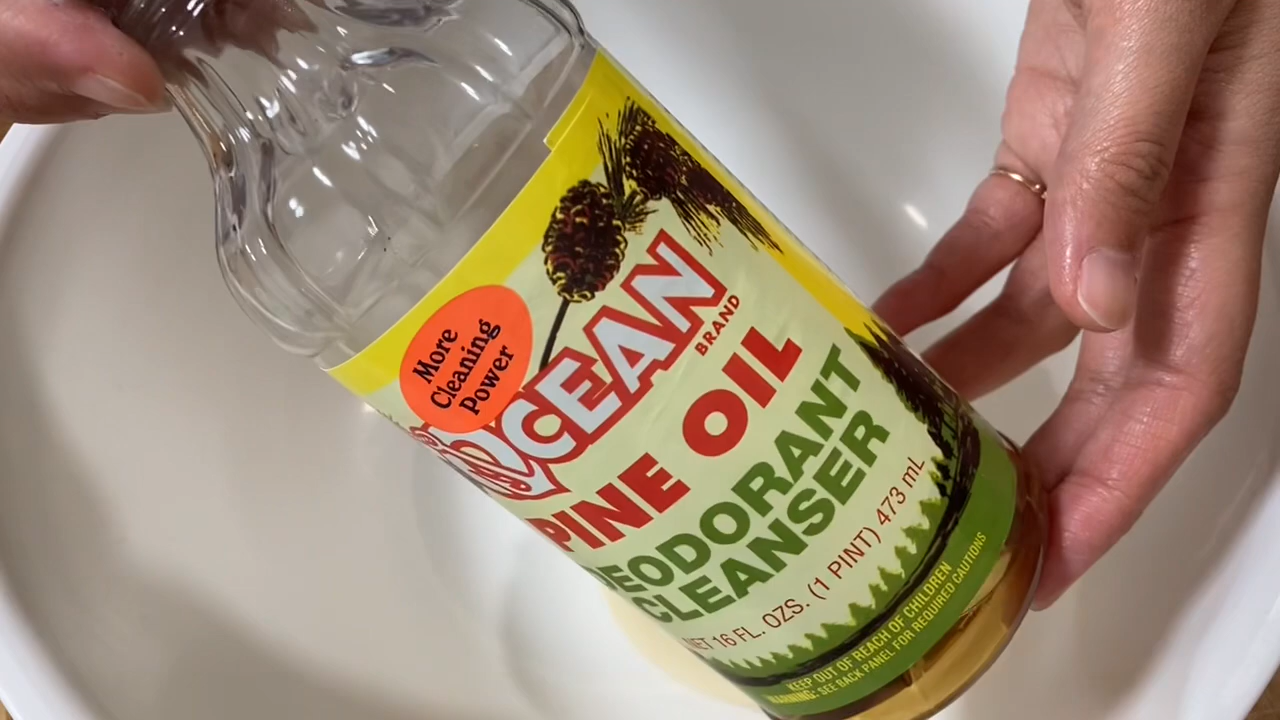 More
Cleaning
Power
OCEAN
BRAND
PINE OIL
DEODORANT
CLEANSER
NET 16 FL. OZS. (1 PINT) 473 mL
KEEP OUT OF REACH OF CHILDREN
WARNING: SEE BACK PANEL FOR REQUIRED CAUTIONS